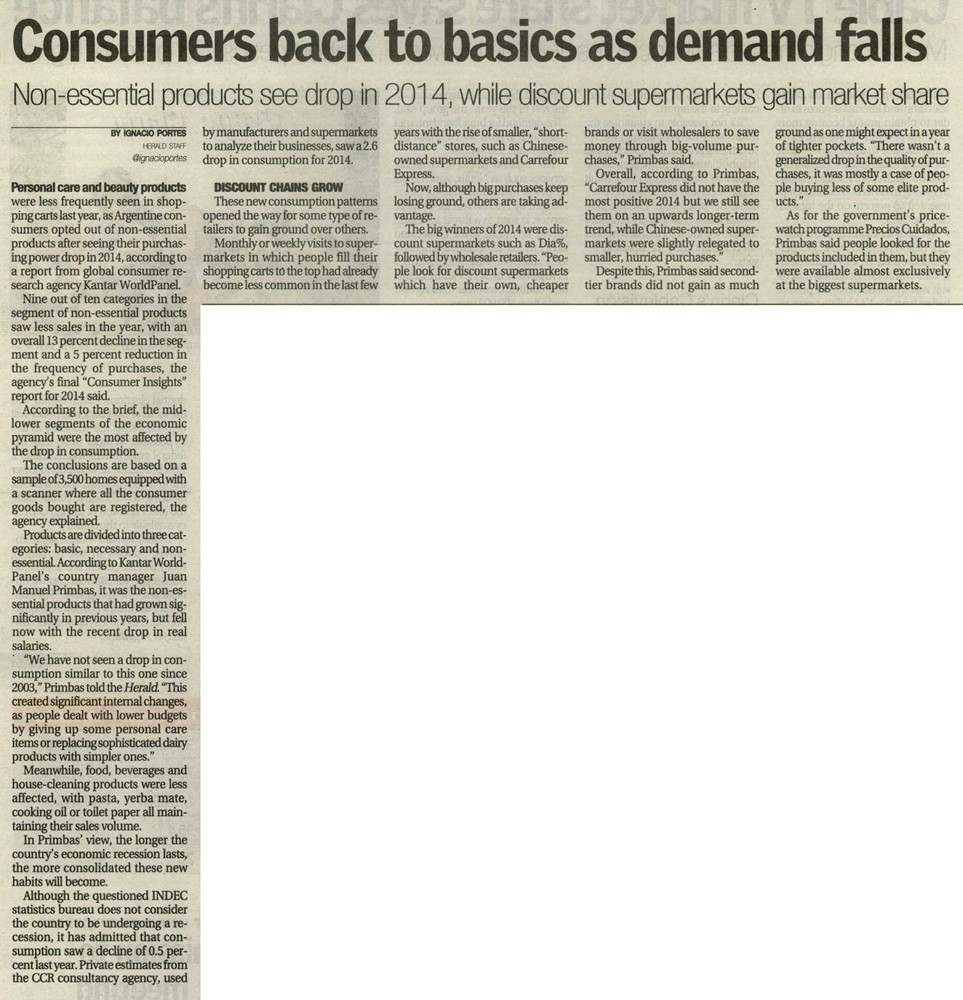 Consumers back to basics as demand falls
Non-essential products see drop in 2014, while discount supermarkets gain market share
BY IGNACIO PORTES
HERALD STAFF
@ignacioportes
Personal care and beauty products
were less frequently seen in shop-
ping carts last year, as Argentine con-
sumers opted out of non-essential
products after seeing their purchas-
ing power drop in 2014, according to
a report from global consumer re-
search agency Kantar WorldPanel.
Nine out of ten categories in the
segment of non-essential products
saw less sales in the year, with an
overall 13 percent decline in the seg-
ment and a 5 percent reduction in
the frequency of purchases, the
agency's final “Consumer Insights”
report for 2014 said.
According to the brief, the mid-
lower segments of the economic
pyramid were the most affected by
the drop in consumption.
The conclusions are based on a
sample of 3,500 homes equipped with
a scanner where all the consumer
goods bought are registered, the
agency explained.
Products are divided into three cat-
egories: basic, necessary and non-
essential. According to Kantar World-
Panel's country manager Juan
Manuel Primbas, it was the non-es-
sential products that had grown sig-
nificantly in previous years, but fell
now with the recent drop in real
salaries.
“We have not seen a drop in con-
sumption similar to this one since
2003,” Primbas told the Herald. “This
created significant internal changes,
as people dealt with lower budgets
by giving up some personal care
items or replacing sophisticated dairy
products with simpler ones.”
Meanwhile, food, beverages and
house-cleaning products were less
affected, with pasta, yerba mate,
cooking oil or toilet paper all main-
taining their sales volume.
In Primbas' view, the longer the
country's economic recession lasts,
the more consolidated these new
habits will become.
Although the questioned INDEC
statistics bureau does not consider
the country to be undergoing a re-
cession, it has admitted that con-
sumption saw a decline of 0.5 per-
cent last year. Private estimates from
the CCR consultancy agency, used
by manufacturers and supermarkets
to analyze their businesses, saw a 2.6
drop in consumption for 2014.
DISCOUNT CHAINS GROW
These new consumption patterns
opened the way for some type of re-
tailers to gain ground over others.
Monthly or weekly visits to super-
markets in which people fill their
shopping carts to the top had already
become less common in the last few
years with the rise of smaller, “short-
distance” stores, such as Chinese-
owned supermarkets and Carrefour
Express.
Now, although big purchases keep
losing ground, others are taking ad-
vantage.
The big winners of 2014 were dis-
count supermarkets such as Dia%,
followed by wholesale retailers. “Peo-
ple look for discount supermarkets
which have their own, cheaper
brands or visit wholesalers to save
money through big-volume pur-
chases,” Primbas said.
Overall, according to Primbas,
“Carrefour Express did not have the
most positive 2014 but we still see
them on an upwards longer-term
trend, while Chinese-owned super-
markets were slightly relegated to
smaller, hurried purchases.”
Despite this, Primbas said second-
tier brands did not gain as much
ground as one might expect in a year
of tighter pockets. “There wasn't a
generalized drop in the quality of pur-
chases, it was mostly a case of peo-
ple buying less of some elite prod-
ucts.”
As for the government's price-
watch programme Precios Cuidados,
Primbas said people looked for the
products included in them, but they
were available almost exclusively
at the biggest supermarkets.